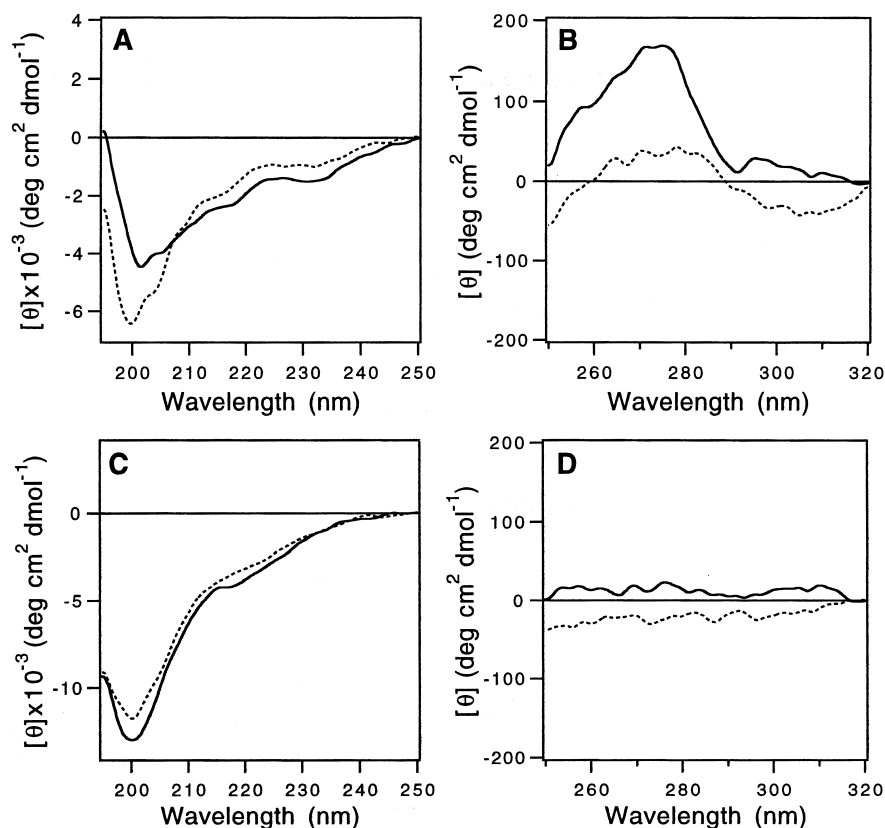 A
[θ]x10⁻³ (deg cm² dmol⁻¹)
4
2
0
-2
-4
-6
200 210 220 230 240 250
Wavelength (nm)
B
[θ] (deg cm² dmol⁻¹)
200
100
0
-100
-200
260 280 300 320
Wavelength (nm)
C
[θ]x10⁻³ (deg cm² dmol⁻¹)
0
-5
-10
200 210 220 230 240 250
Wavelength (nm)
D
[θ] (deg cm² dmol⁻¹)
200
100
0
-100
-200
260 280 300 320
Wavelength (nm)